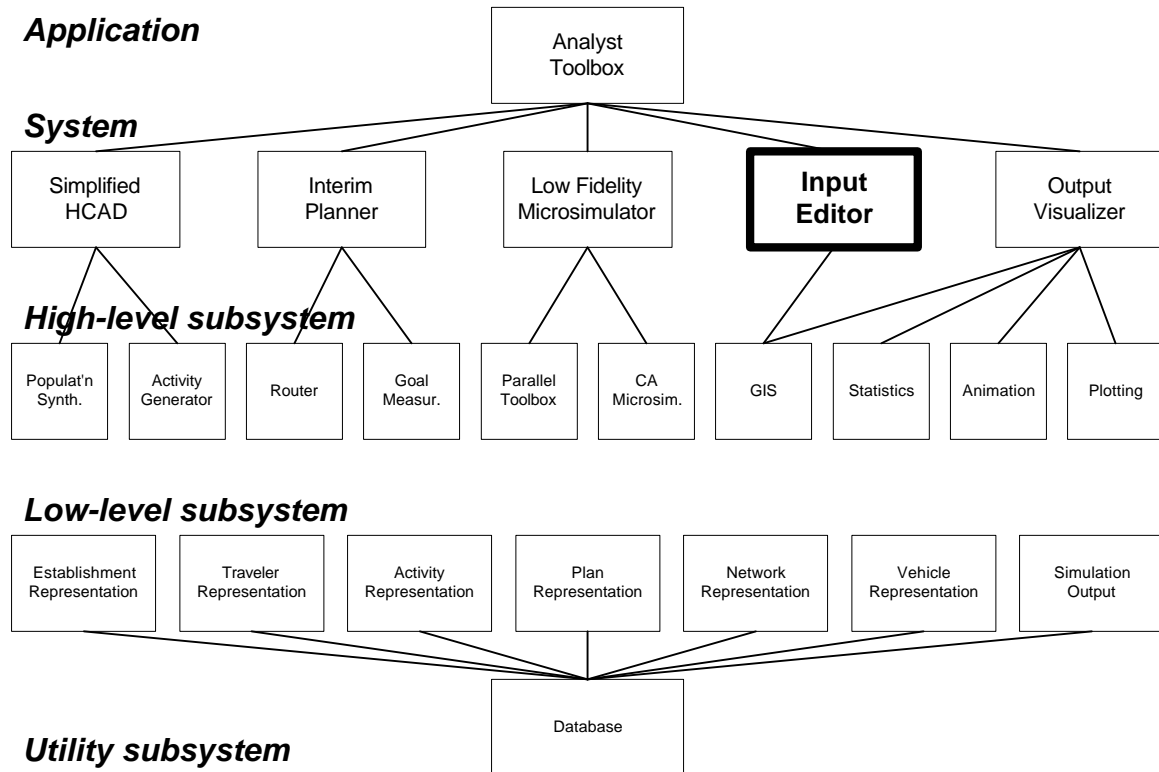 Application
Analyst
Toolbox
System
Simplified
HCAD
Interim
Planner
Low Fidelity
Microsimulator
Input
Editor
Output
Visualizer
High-level subsystem
Populat'n
Synth.
Activity
Generator
Router
Goal
Measur.
Parallel
Toolbox
CA
Microsim.
GIS
Statistics
Animation
Plotting
Low-level subsystem
Establishment
Representation
Traveler
Representation
Activity
Representation
Plan
Representation
Network
Representation
Vehicle
Representation
Simulation
Output
Database
Utility subsystem